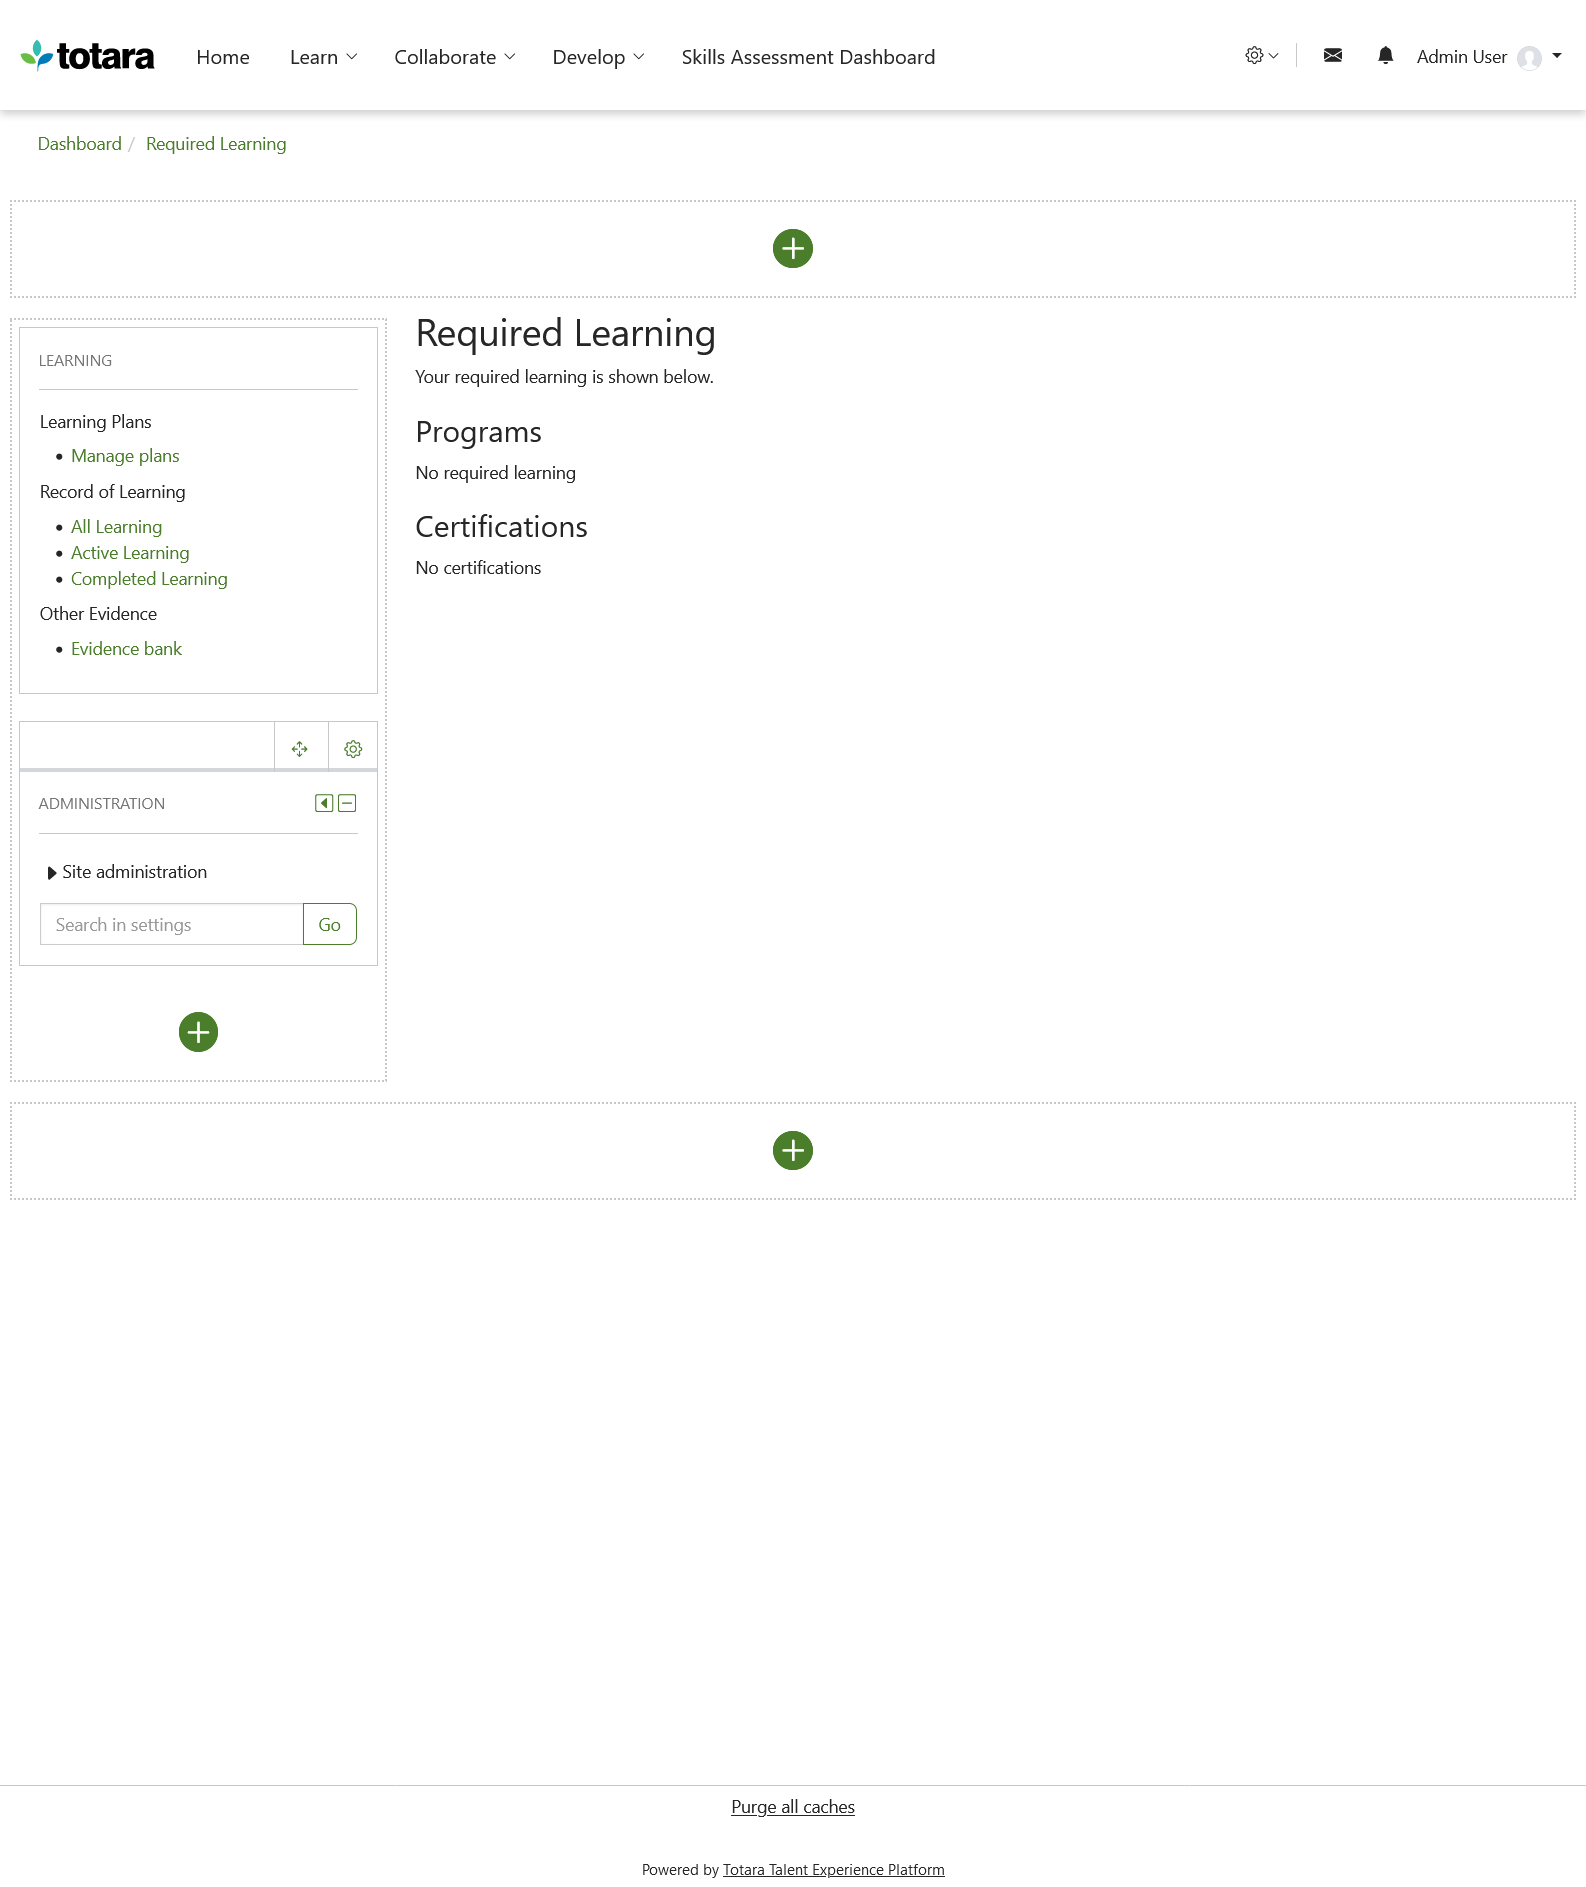 totara
Home
Learn
Collaborate
Develop
Skills Assessment Dashboard
Admin User
Dashboard / Required Learning
LEARNING
Learning Plans
Manage plans
Record of Learning
All Learning
Active Learning
Completed Learning
Other Evidence
Evidence bank
ADMINISTRATION
Site administration
Search in settings
Go
Required Learning
Your required learning is shown below.
Programs
No required learning
Certifications
No certifications
Purge all caches
Powered by Totara Talent Experience Platform